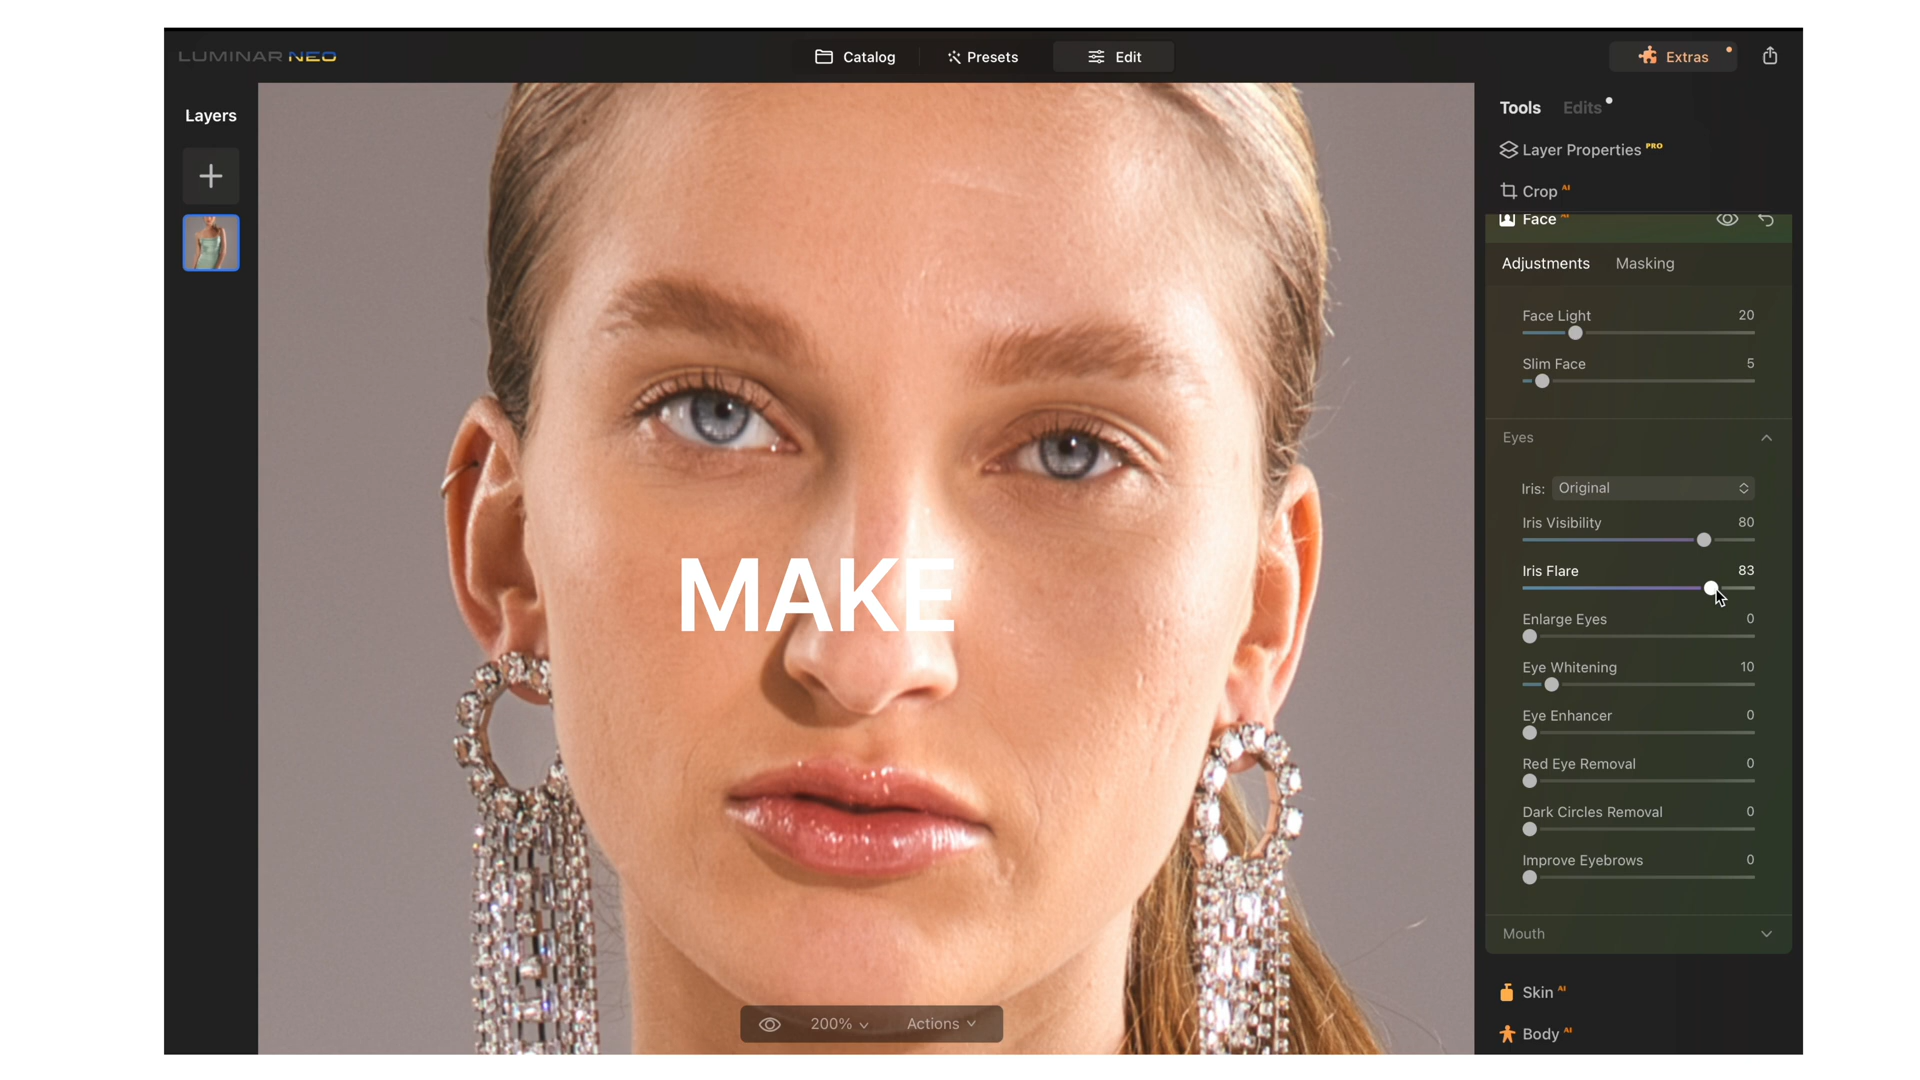 LUMINAR NEO
Catalog
Presets
Edit
Extras
Layers
Tools
Edits
Layer Properties PRO
Crop AI
Face AI
Adjustments
Masking
Face Light 20
Slim Face 5
Eyes
Iris: Original
Iris Visibility 80
Iris Flare 83
Enlarge Eyes 0
Eye Whitening 10
Eye Enhancer 0
Red Eye Removal 0
Dark Circles Removal 0
Improve Eyebrows 0
Mouth
Skin AI
Body AI
MAKE
200%
Actions